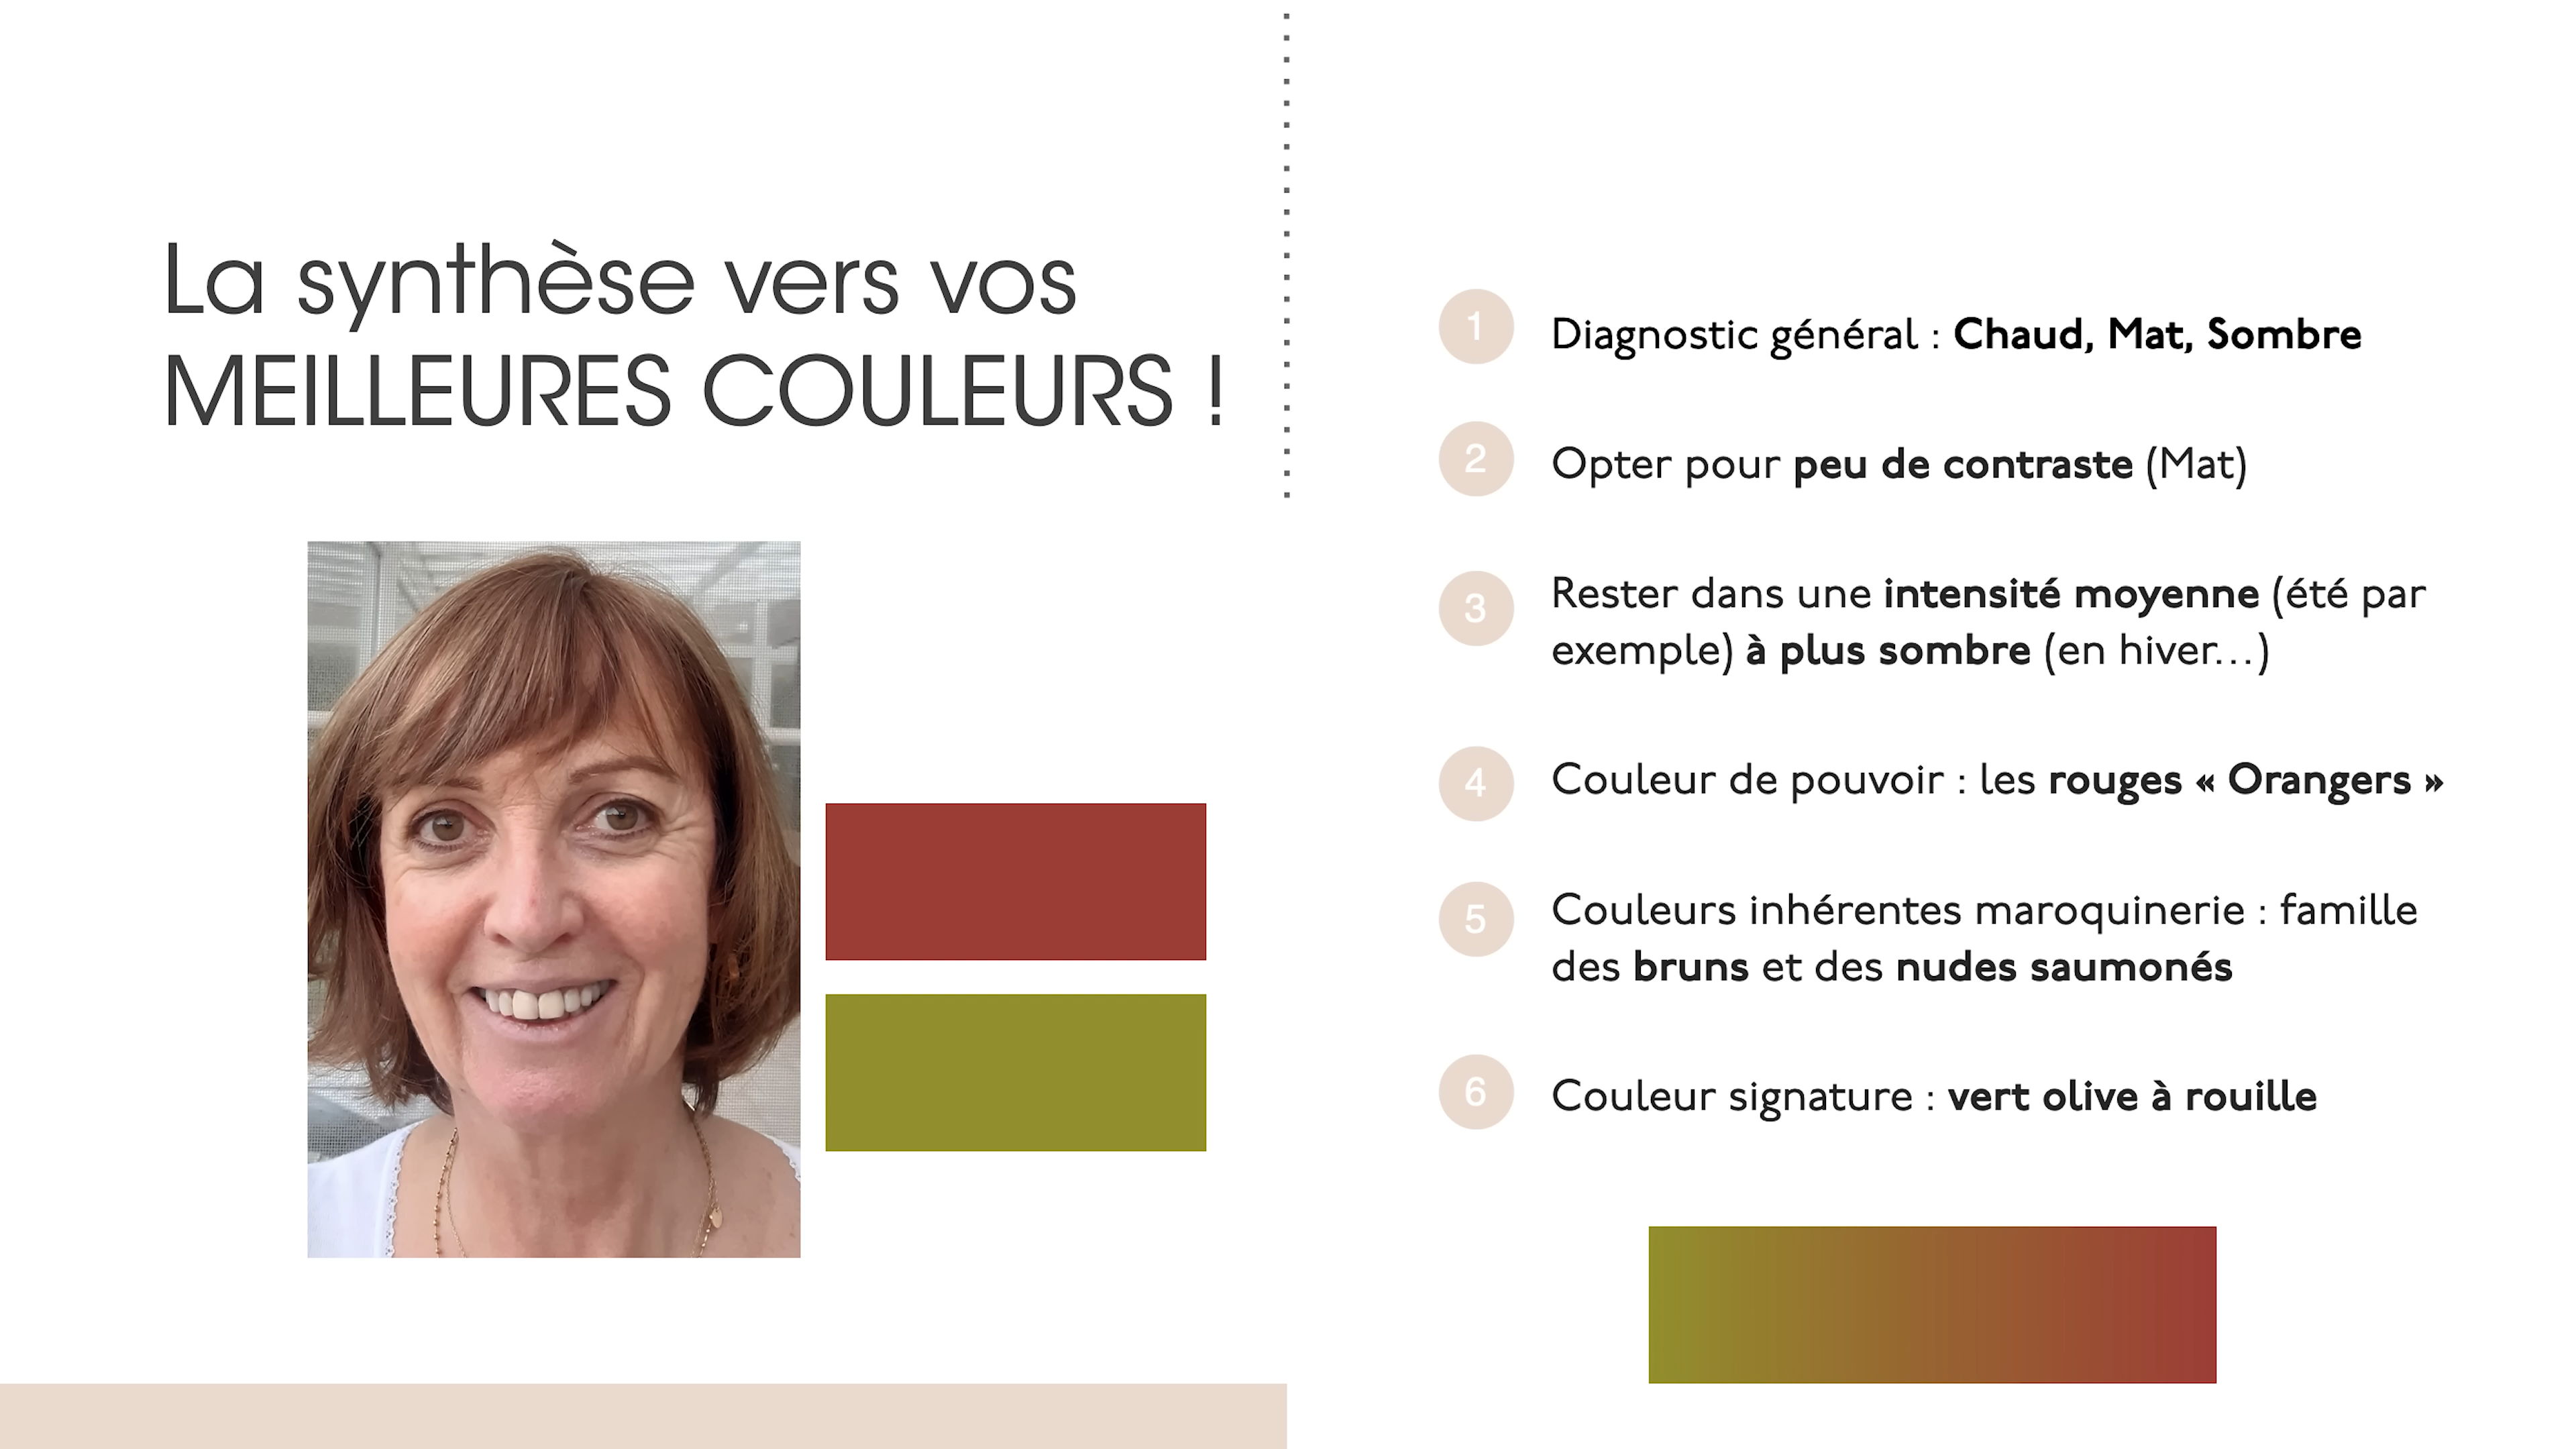 La synthèse vers vos
MEILLEURES COULEURS !
1
Diagnostic général : Chaud, Mat, Sombre
2
Opter pour peu de contraste (Mat)
3
Rester dans une intensité moyenne (été par
exemple) à plus sombre (en hiver…)
4
Couleur de pouvoir : les rouges « Orangers »
5
Couleurs inhérentes maroquinerie : famille
des bruns et des nudes saumonés
6
Couleur signature : vert olive à rouille